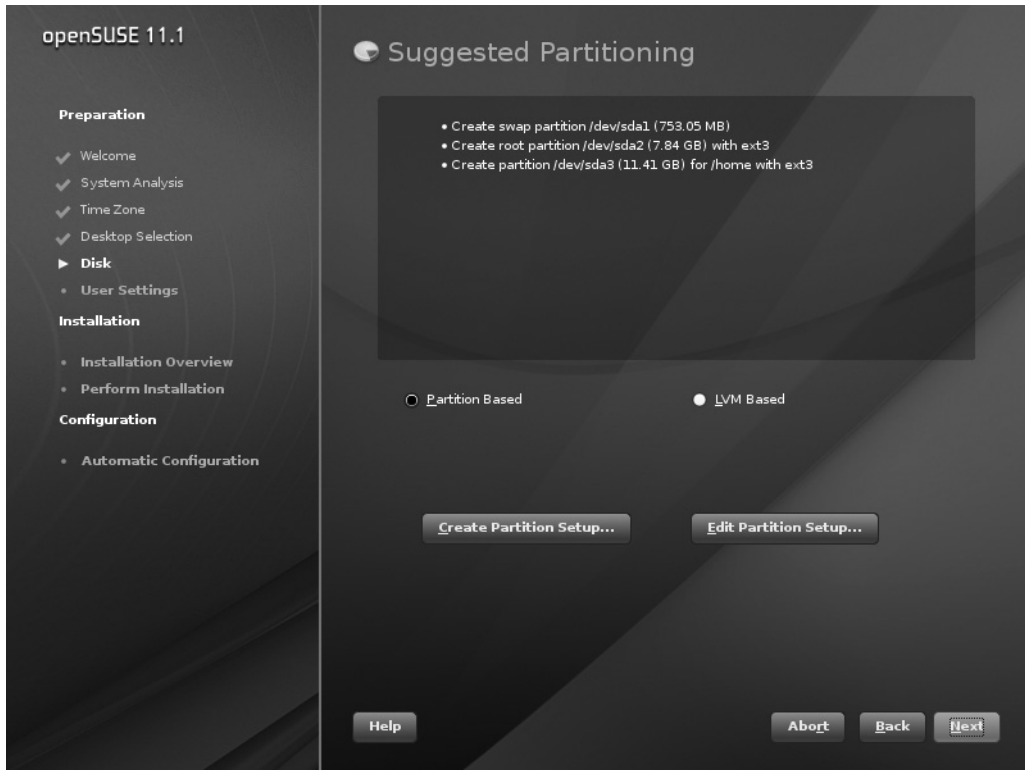 openSUSE 11.1
Preparation
Welcome
System Analysis
Time Zone
Desktop Selection
Disk
User Settings
Installation
Installation Overview
Perform Installation
Configuration
Automatic Configuration
Suggested Partitioning
• Create swap partition /dev/sda1 (753.05 MB)
• Create root partition /dev/sda2 (7.84 GB) with ext3
• Create partition /dev/sda3 (11.41 GB) for /home with ext3
Partition Based
LVM Based
Create Partition Setup...
Edit Partition Setup...
Help
Abort
Back
Next